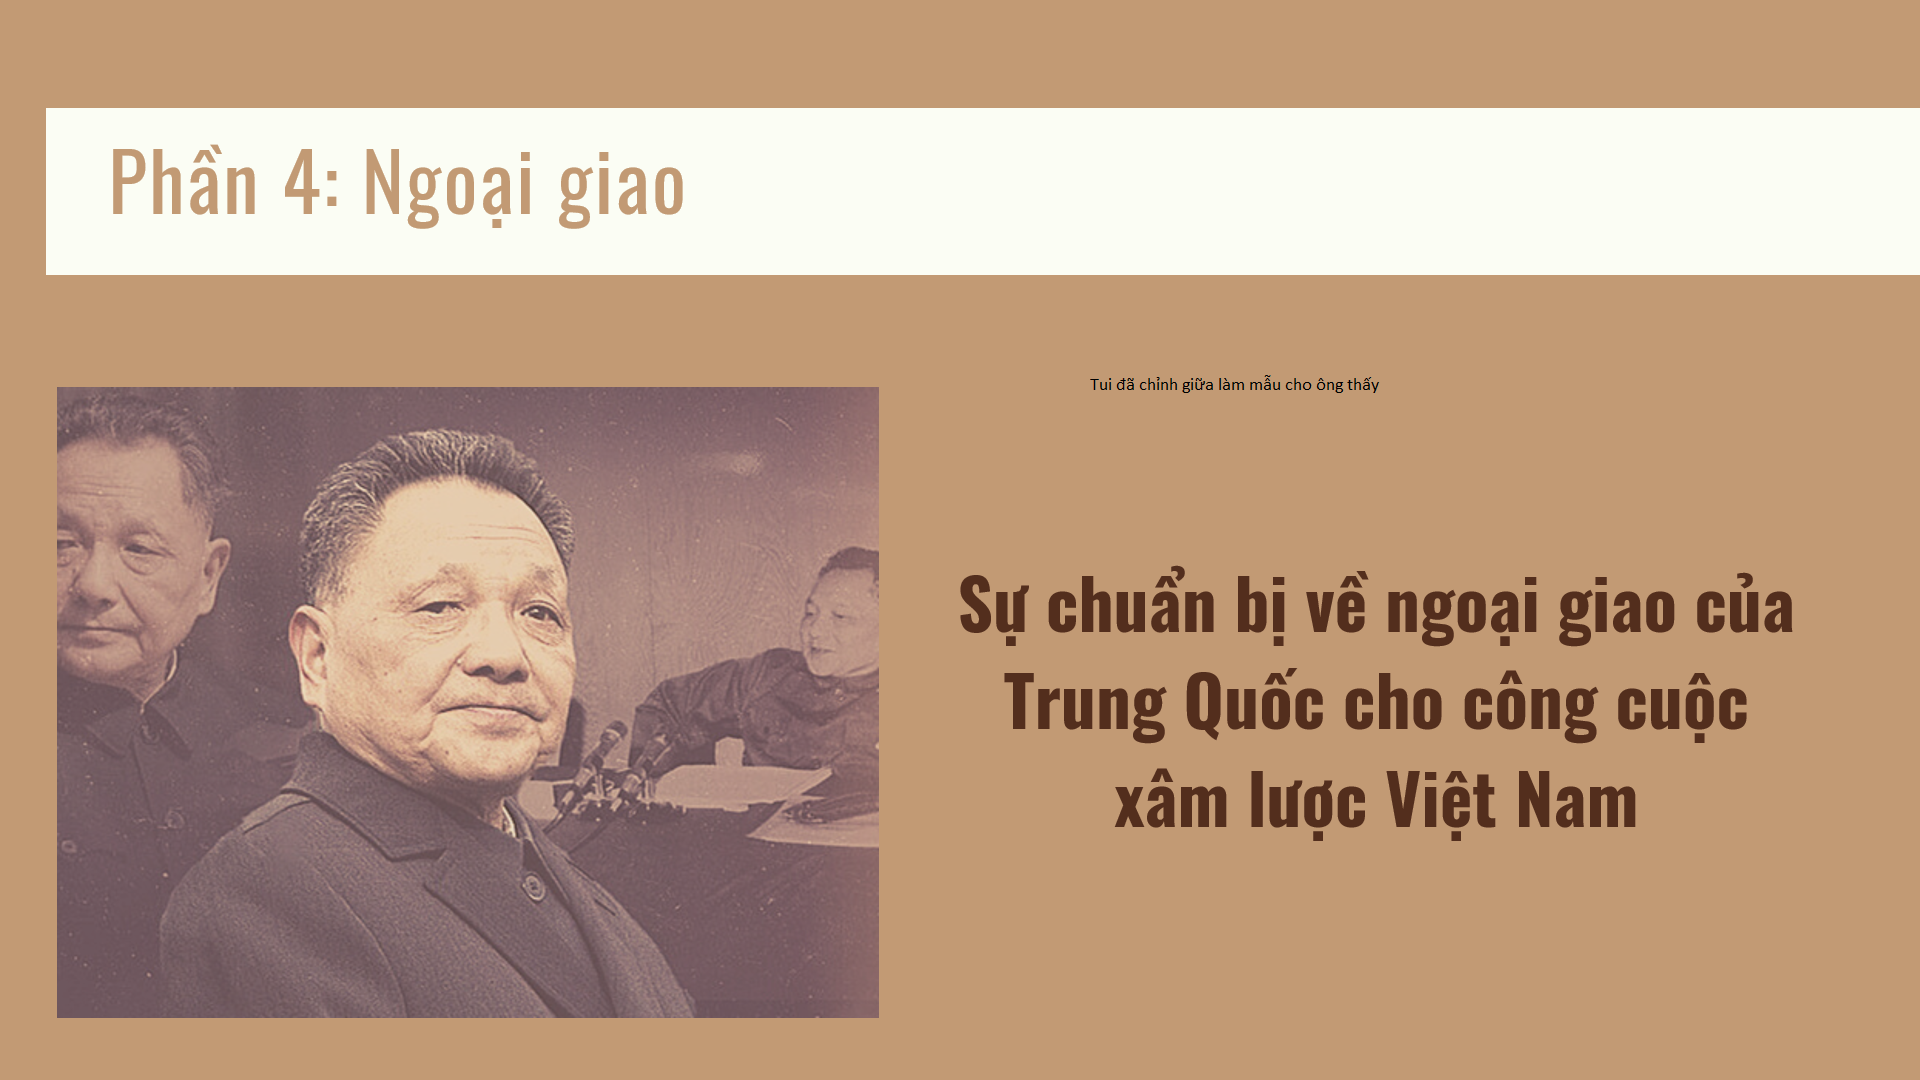 Phần 4: Ngoại giao
Tui đã chỉnh giữa làm mẫu cho ông thấy
Sự chuẩn bị về ngoại giao của
Trung Quốc cho công cuộc
xâm lược Việt Nam